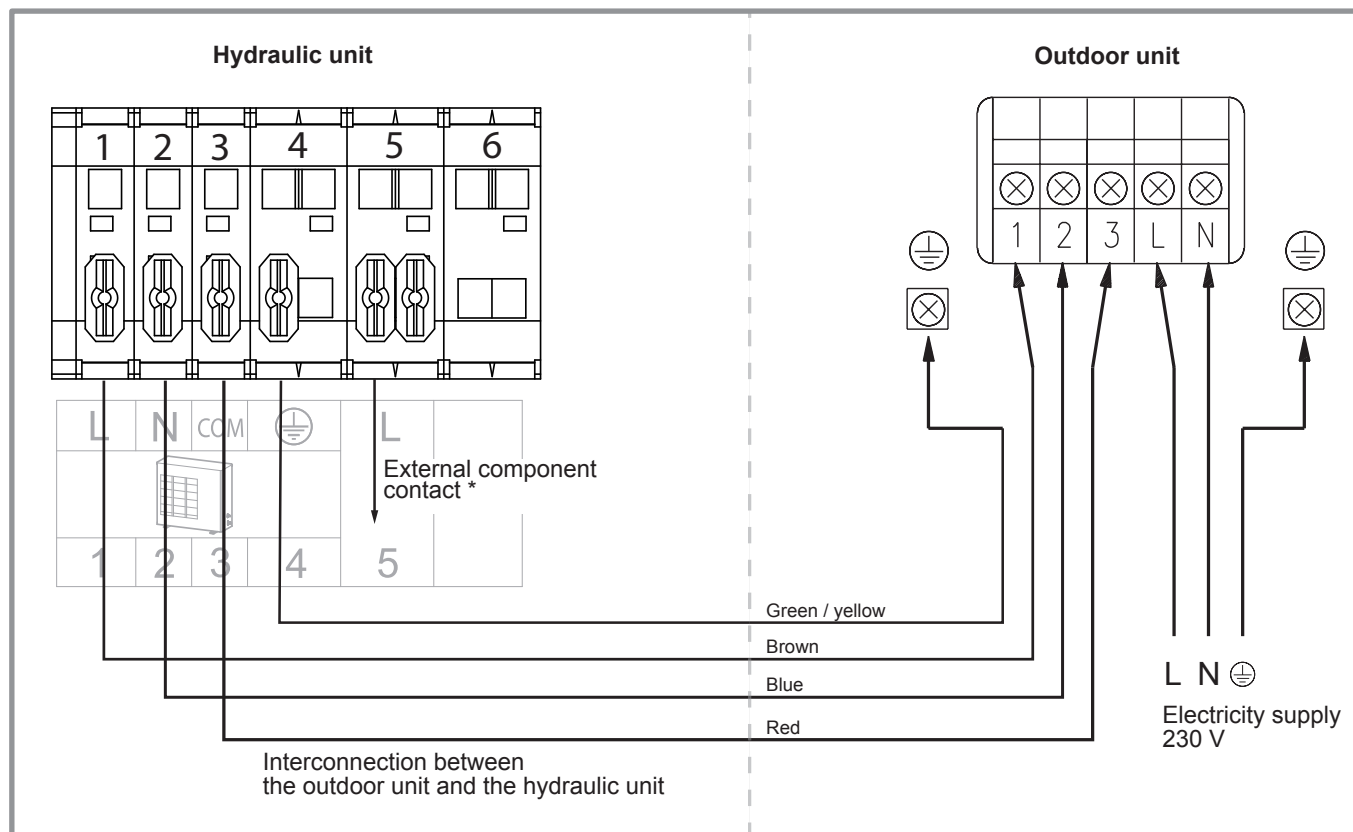 Hydraulic unit
Outdoor unit
1 2 3 4 5 6
1 2 3 L N
L N COM L
External component
contact *
1 2 3 4 5
Green / yellow
Brown
Blue
Red
L N
Electricity supply
230 V
Interconnection between
the outdoor unit and the hydraulic unit